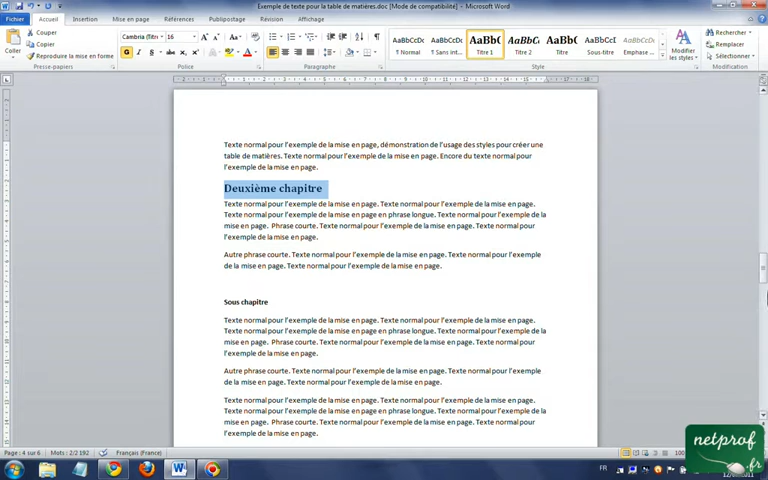 Exemple de texte pour la table de matières.doc [Mode de compatibilité] - Microsoft Word
Fichier Accueil Insertion Mise en page Références Publipostage Révision Affichage
Couper
Copier
Reproduire la mise en forme
Coller
Presse-papiers
Cambria (Titr 16
G I S abc x₂ x²
Police
Paragraphe
AaBbCcDc AaBbCcDc AaBbC AaBbCc AaBbC AaBbCcI AaBbCcDc
¶ Normal ¶ Sans int... Titre 1 Titre 2 Titre Sous-titre Emphase ...
Style
Modifier les styles
Rechercher
Remplacer
Sélectionner
Modification
Texte normal pour l'exemple de la mise en page, démonstration de l'usage des styles pour créer une
table de matières. Texte normal pour l'exemple de la mise en page. Encore du texte normal pour
l'exemple de la mise en page.
Deuxième chapitre
Texte normal pour l'exemple de la mise en page. Texte normal pour l'exemple de la mise en page.
Texte normal pour l'exemple de la mise en page en phrase longue. Texte normal pour l'exemple de la
mise en page. Phrase courte. Texte normal pour l'exemple de la mise en page. Texte normal pour
l'exemple de la mise en page.
Autre phrase courte. Texte normal pour l'exemple de la mise en page. Texte normal pour l'exemple
de la mise en page. Texte normal pour l'exemple de la mise en page.
Sous chapitre
Texte normal pour l'exemple de la mise en page. Texte normal pour l'exemple de la mise en page.
Texte normal pour l'exemple de la mise en page en phrase longue. Texte normal pour l'exemple de la
mise en page. Phrase courte. Texte normal pour l'exemple de la mise en page. Texte normal pour
l'exemple de la mise en page.
Autre phrase courte. Texte normal pour l'exemple de la mise en page. Texte normal pour l'exemple
de la mise en page. Texte normal pour l'exemple de la mise en page.
Texte normal pour l'exemple de la mise en page. Texte normal pour l'exemple de la mise en page.
Texte normal pour l'exemple de la mise en page en phrase longue. Texte normal pour l'exemple de la
mise en page. Phrase courte. Texte normal pour l'exemple de la mise en page. Texte normal pour
l'exemple de la mise en page.
Page : 4 sur 6 Mots : 2/2 192 Français (France)
FR
netprof
.fr